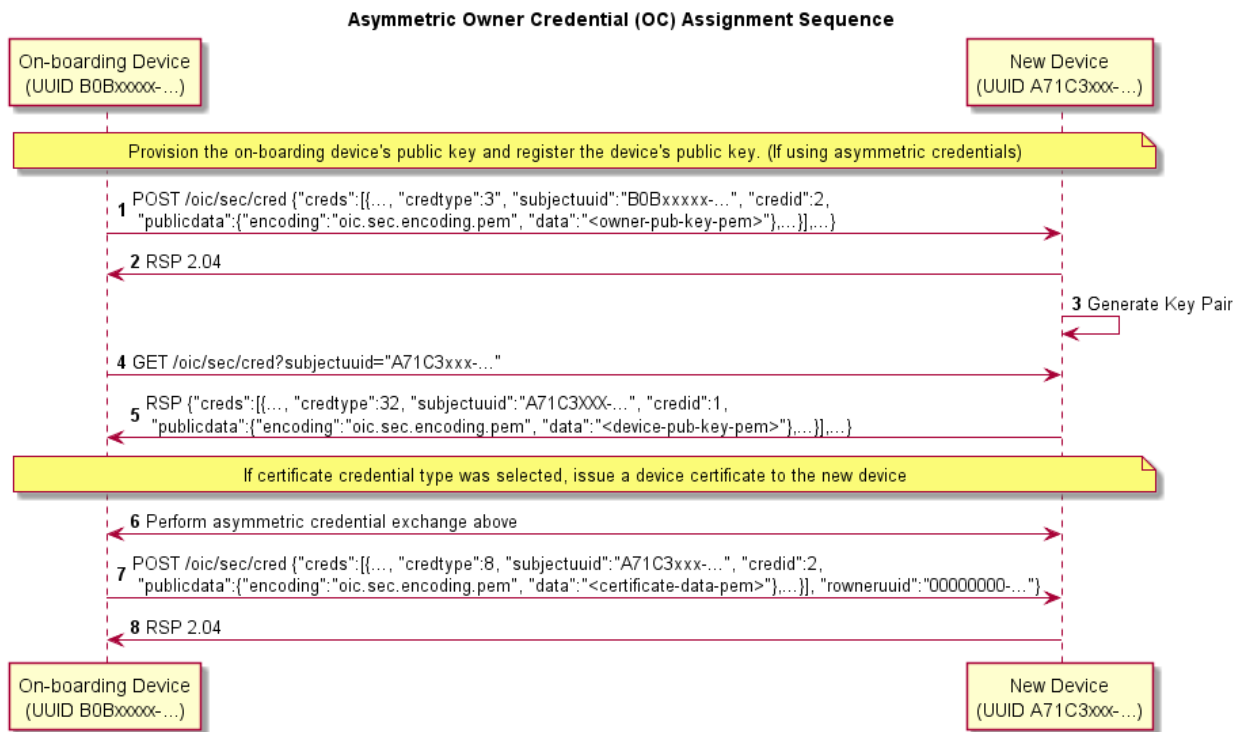 Asymmetric Owner Credential (OC) Assignment Sequence
On-boarding Device
(UUID B0Bxxxxx-...)
New Device
(UUID A71C3xxx-...)
Provision the on-boarding device's public key and register the device's public key. (If using asymmetric credentials)
1 POST /oic/sec/cred {"creds":[{..., "credtype":3", "subjectuuid":"B0Bxxxxx-...", "credid":2,
"publicdata":{"encoding":"oic.sec.encoding.pem", "data":"<owner-pub-key-pem>"},...}],...}
2 RSP 2.04
3 Generate Key Pair
4 GET /oic/sec/cred?subjectuuid="A71C3xxx-..."
5 RSP {"creds":[{..., "credtype":32, "subjectuuid":"A71C3XXX-...", "credid":1,
"publicdata":{"encoding":"oic.sec.encoding.pem", "data":"<device-pub-key-pem>"},...}],...}
If certificate credential type was selected, issue a device certificate to the new device
6 Perform asymmetric credential exchange above
7 POST /oic/sec/cred {"creds":[{..., "credtype":8, "subjectuuid":"A71C3xxx-...", "credid":2,
"publicdata":{"encoding":"oic.sec.encoding.pem", "data":"<certificate-data-pem>"},...}], "rowneruuid":"00000000-..."}
8 RSP 2.04
On-boarding Device
(UUID B0Bxxxxx-...)
New Device
(UUID A71C3xxx-...)